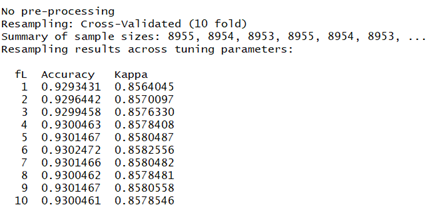 No pre-processing
Resampling: Cross-Validated (10 fold)
Summary of sample sizes: 8955, 8954, 8953, 8955, 8954, 8953, ...
Resampling results across tuning parameters:
fL Accuracy Kappa
1 0.9293431 0.8564045
2 0.9296442 0.8570097
3 0.9299458 0.8576330
4 0.9300463 0.8578408
5 0.9301467 0.8580487
6 0.9302472 0.8582556
7 0.9301466 0.8580482
8 0.9300462 0.8578481
9 0.9301467 0.8580558
10 0.9300461 0.8578546